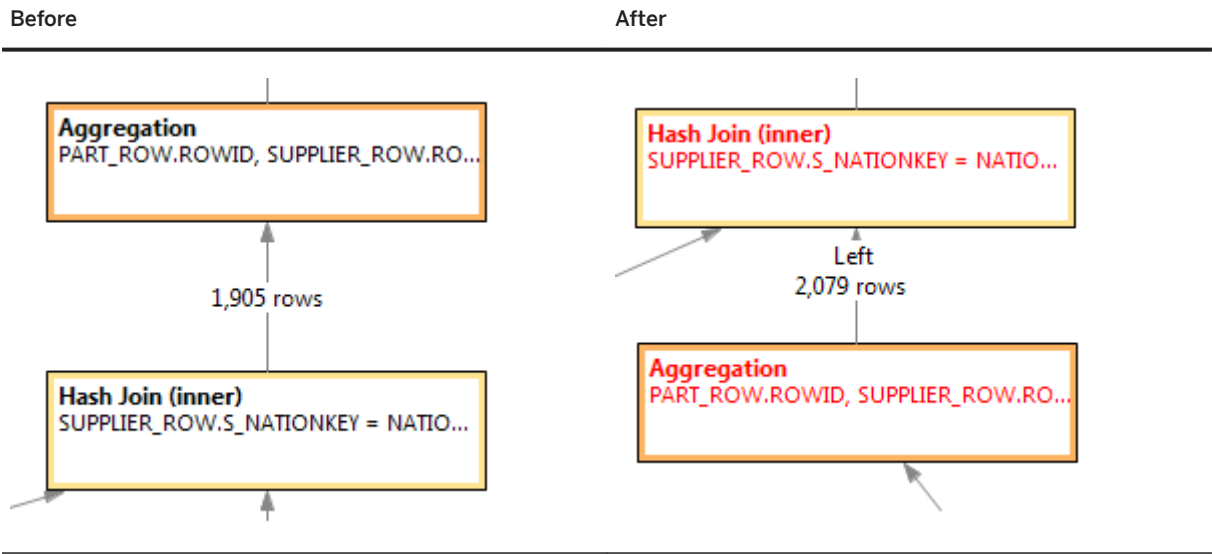 Before
After
Aggregation
PART_ROW.ROWID, SUPPLIER_ROW.RO...
1,905 rows
Hash Join (inner)
SUPPLIER_ROW.S_NATIONKEY = NATIO...
Hash Join (inner)
SUPPLIER_ROW.S_NATIONKEY = NATIO...
Left
2,079 rows
Aggregation
PART_ROW.ROWID, SUPPLIER_ROW.RO...